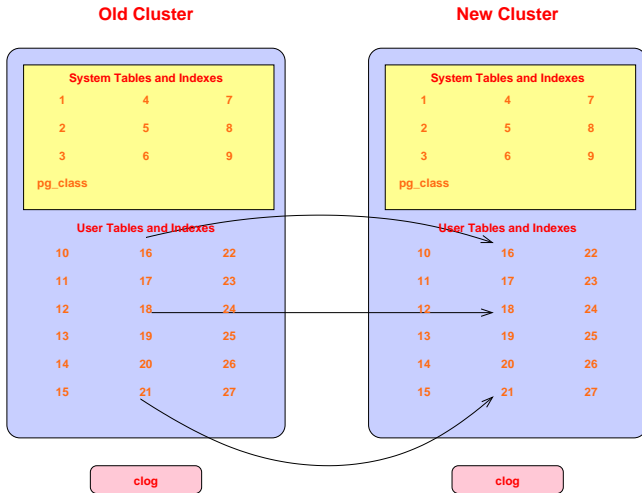 Old Cluster
System Tables and Indexes
1 4 7
2 5 8
3 6 9
pg_class
User Tables and Indexes
10 16 22
11 17 23
12 18 24
13 19 25
14 20 26
15 21 27
clog
New Cluster
System Tables and Indexes
1 4 7
2 5 8
3 6 9
pg_class
User Tables and Indexes
10 16 22
11 17 23
12 18 24
13 19 25
14 20 26
15 21 27
clog